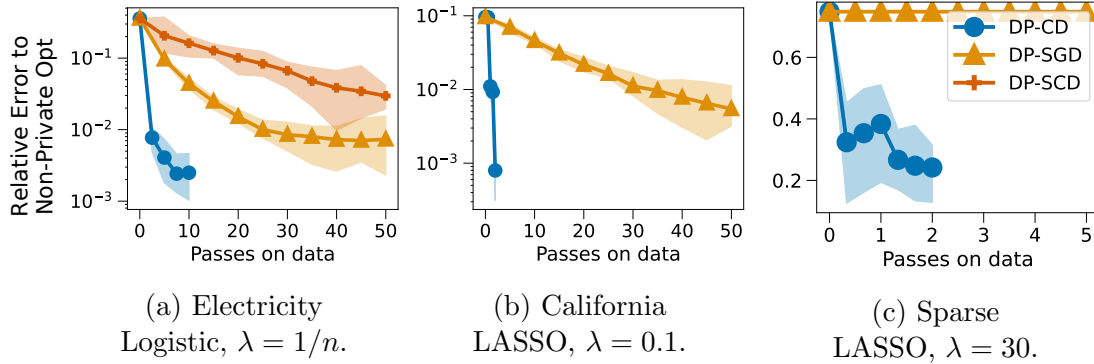 Relative Error to
Non-Private Opt
10⁻¹
10⁻²
10⁻³
0 10 20 30 40 50
Passes on data
(a) Electricity
Logistic, λ = 1/n.
10⁻¹
10⁻²
10⁻³
0 10 20 30 40 50
Passes on data
(b) California
LASSO, λ = 0.1.
0.6
0.4
0.2
DP-CD
DP-SGD
DP-SCD
0 1 2 3 4 5
Passes on data
(c) Sparse
LASSO, λ = 30.